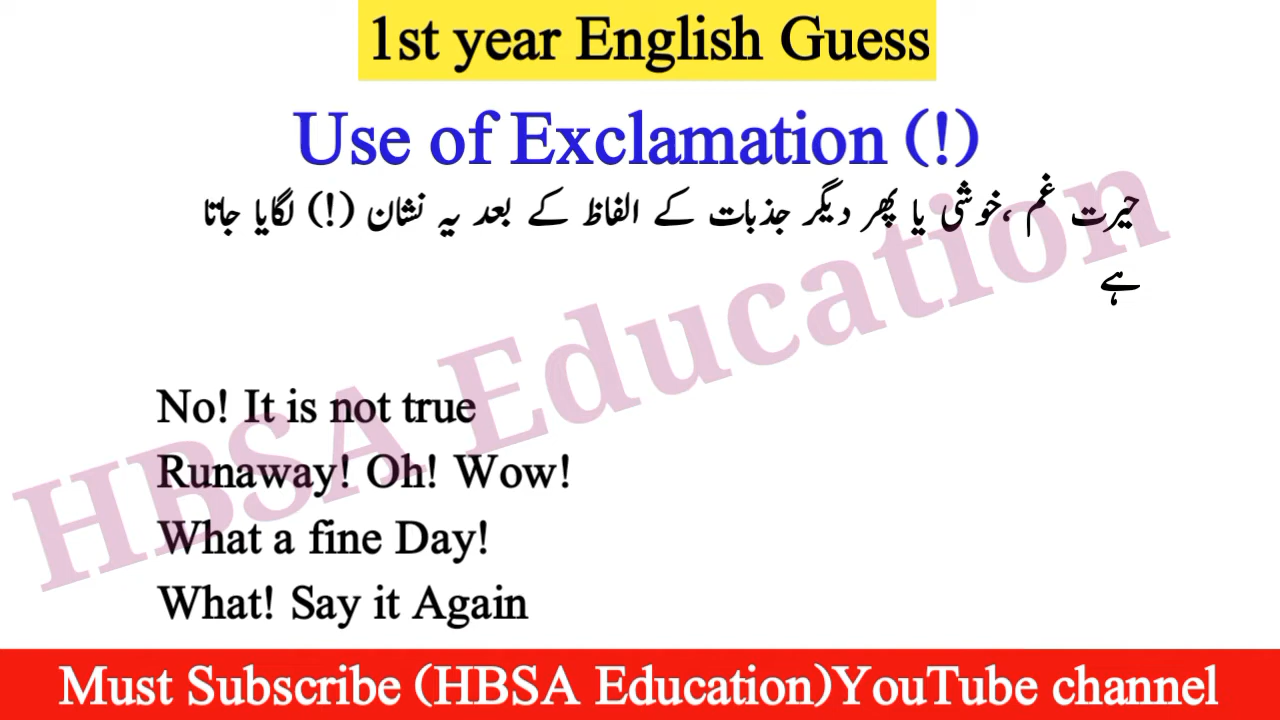 1st year English Guess
Use of Exclamation (!)
حیرت غم ،خوشی یا پھر دیگر جذبات کے الفاظ کے بعد یہ نشان (!) لگایا جاتا
ہے
HBSA Education
No! It is not true
Runaway! Oh! Wow!
What a fine Day!
What! Say it Again
Must Subscribe (HBSA Education)YouTube channel